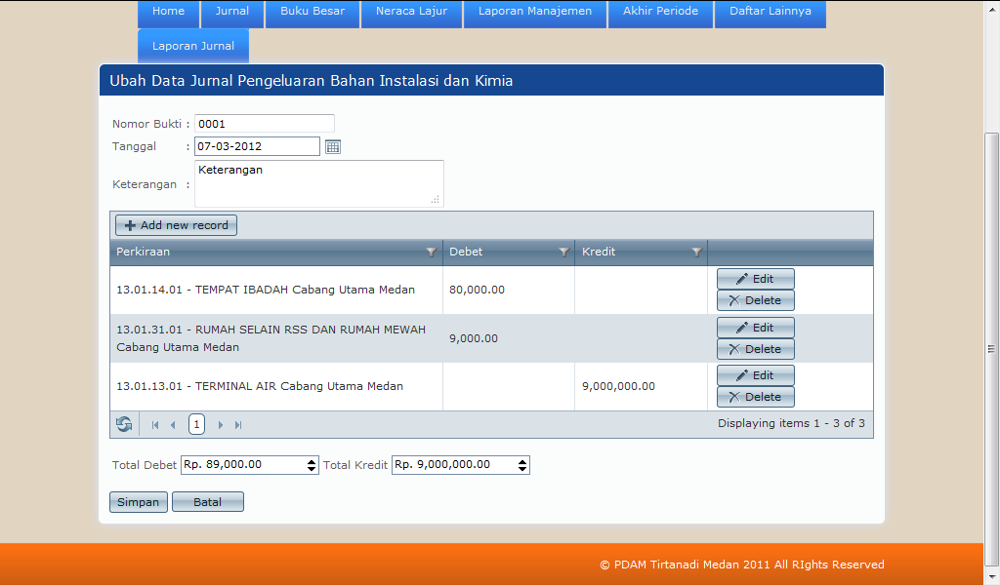 Home Jurnal Buku Besar Neraca Lajur Laporan Manajemen Akhir Periode Daftar Lainnya
Laporan Jurnal
Ubah Data Jurnal Pengeluaran Bahan Instalasi dan Kimia
Nomor Bukti : 0001
Tanggal : 07-03-2012
Keterangan : Keterangan
Add new record
Perkiraan Debet Kredit
13.01.14.01 - TEMPAT IBADAH Cabang Utama Medan 80,000.00 Edit
Delete
13.01.31.01 - RUMAH SELAIN RSS DAN RUMAH MEWAH
Cabang Utama Medan 9,000.00 Edit
Delete
13.01.13.01 - TERMINAL AIR Cabang Utama Medan 9,000,000.00 Edit
Delete
1 Displaying items 1 - 3 of 3
Total Debet Rp. 89,000.00 Total Kredit Rp. 9,000,000.00
Simpan Batal
© PDAM Tirtanadi Medan 2011 All RIghts Reserved